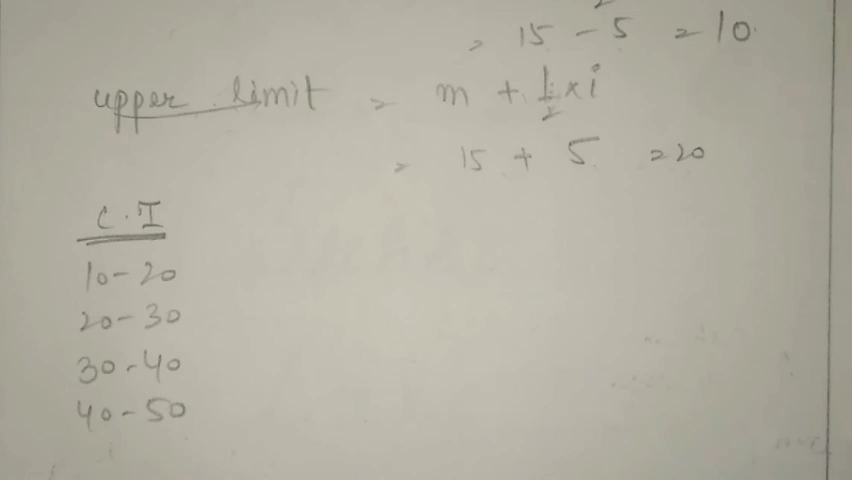 = 15 - 5 = 10
upper limit = m + 1/2 x i
= 15 + 5 = 20
C.I
10-20
20-30
30-40
40-50